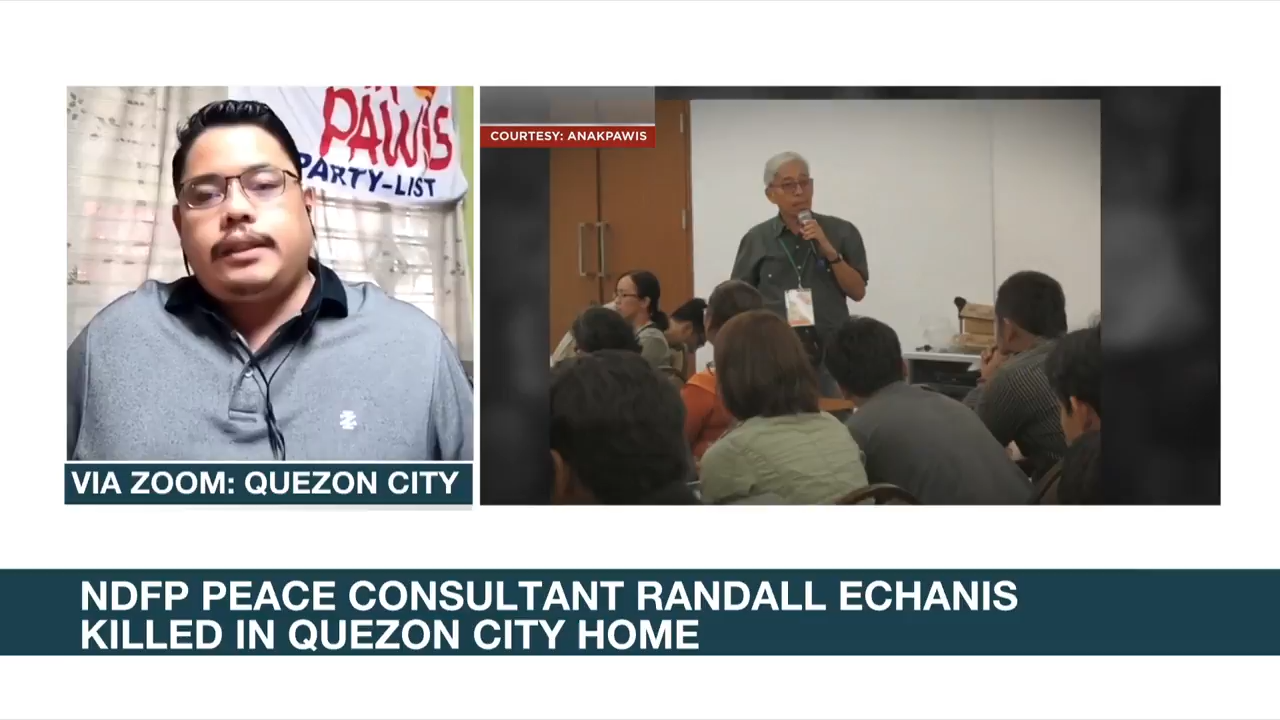 PAWIS
PARTY-LIST
COURTESY: ANAKPAWIS
VIA ZOOM: QUEZON CITY
NDFP PEACE CONSULTANT RANDALL ECHANIS
KILLED IN QUEZON CITY HOME